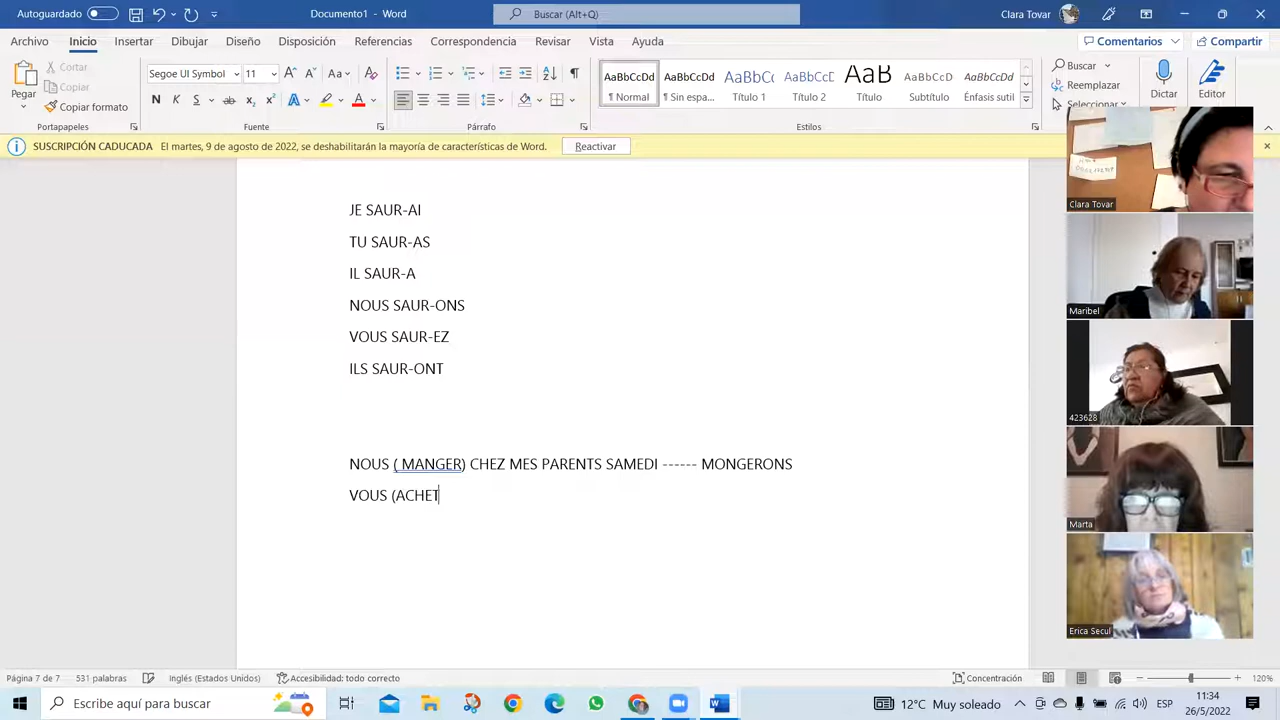 Autoguardado
Documento1 - Word
Buscar (Alt+Q)
Clara Tovar
Archivo Inicio Insertar Dibujar Diseño Disposición Referencias Correspondencia Revisar Vista Ayuda Comentarios Compartir
Pegar
Cortar
Copiar
Copiar formato
Portapapeles
Segoe UI Symbol 11
Fuente
Párrafo
AaBbCcDd
¶ Normal
AaBbCcDd
¶ Sin espa...
AaBbCc
Título 1
AaBbCcD
Título 2
AaB
Título
AaBbCcD
Subtítulo
AaBbCcDd
Énfasis sutil
Estilos
Buscar
Reemplazar
Seleccionar
Dictar
Editor
SUSCRIPCIÓN CADUCADA El martes, 9 de agosto de 2022, se deshabilitarán la mayoría de características de Word. Reactivar
JE SAUR-AI
TU SAUR-AS
IL SAUR-A
NOUS SAUR-ONS
VOUS SAUR-EZ
ILS SAUR-ONT
NOUS ( MANGER) CHEZ MES PARENTS SAMEDI ------ MONGERONS
VOUS (ACHET
Clara Tovar
Maribel
423628
Marta
Erica Secul
Página 7 de 7 531 palabras Inglés (Estados Unidos) Accesibilidad: todo correcto Concentración 120%
Escribe aquí para buscar
12°C Muy soleado ESP 11:34
26/5/2022